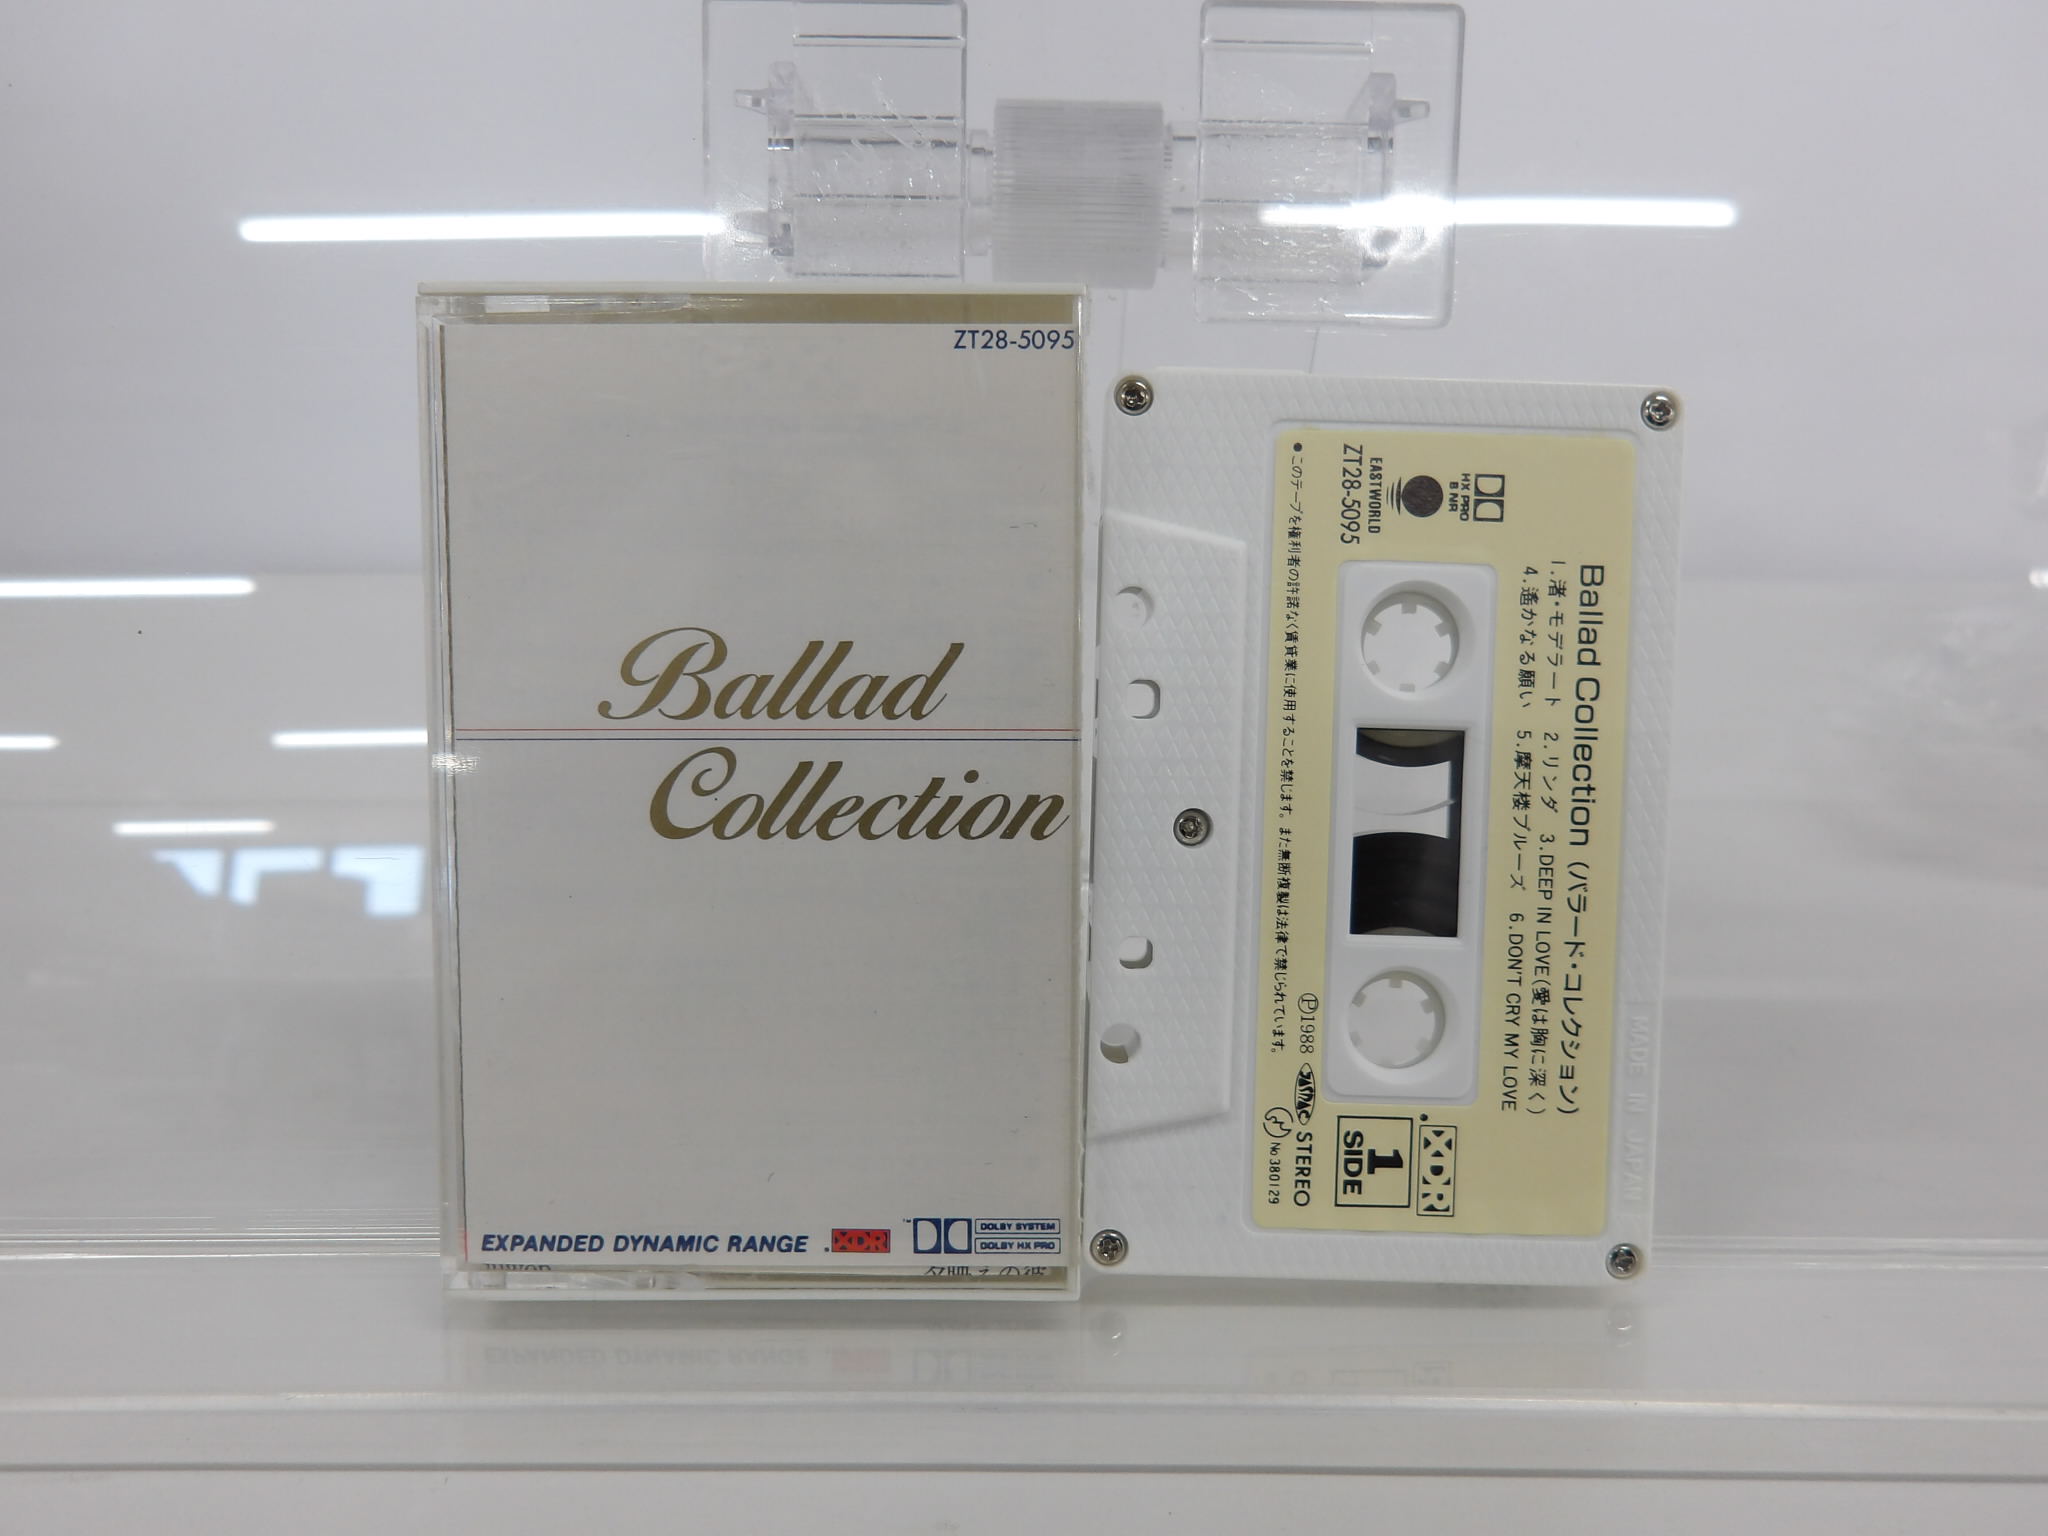 ZT28-5095
Ballad
Collection
EXPANDED DYNAMIC RANGE
XDR
DOLBY SYSTEM
DOLBY HX PRO
Ballad Collection (バラード・コレクション)
1.渚・モデラート 2.リンダ 3.DEEP IN LOVE(愛は胸に深く)
4.遙かなる願い 5.摩天楼ブルース 6.DON'T CRY MY LOVE
HX PRO
B NR
EASTWORLD
ZT28-5095
XDR
1
SIDE
●このテープを権利者の許諾なく賃貸業に使用することを禁じます。また無断複製は法律で禁じられています。
Ⓟ1988 JASRAC STEREO
No.380129
MADE IN JAPAN